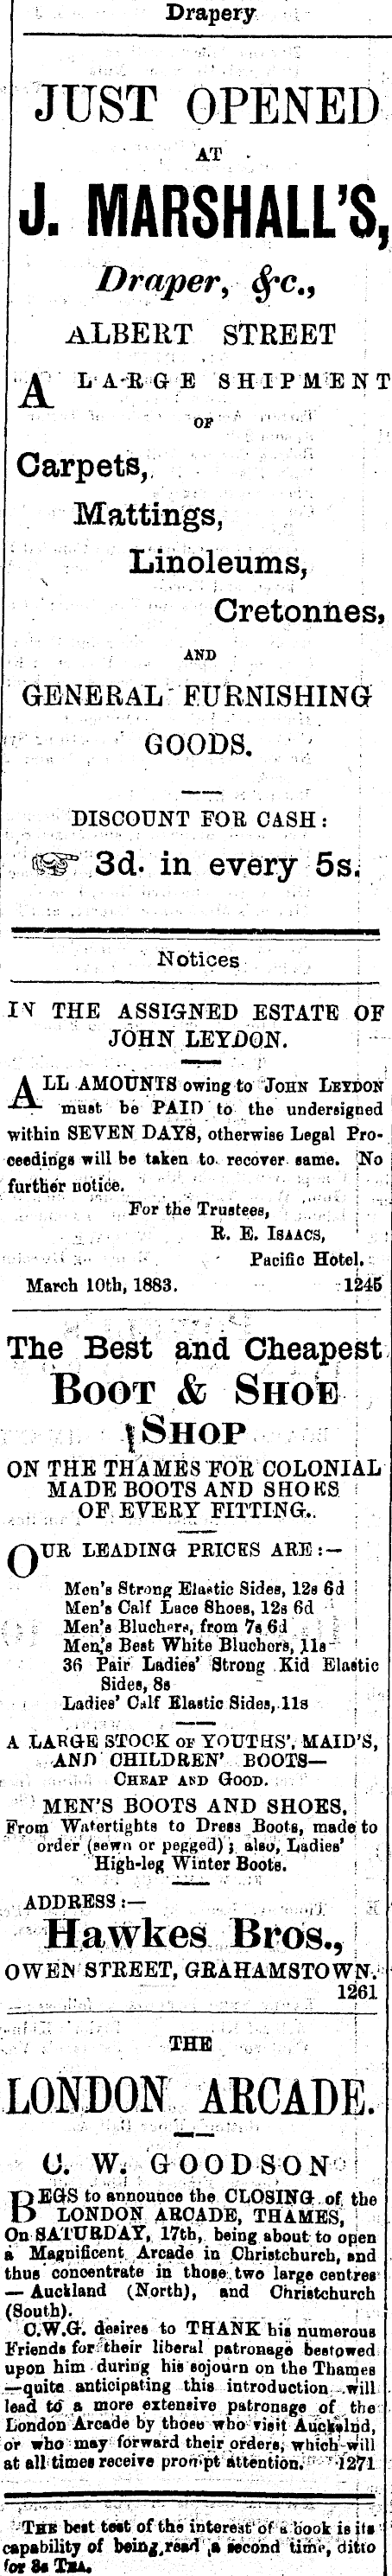 Drapery
JUST OPENED
AT
J. MARSHALL'S,
Draper, &c.,
ALBERT STREET
A LARGE SHIPMENT
OF
Carpets,
Mattings,
Linoleums,
Cretonnes,
AND
GENERAL FURNISHING
GOODS.
DISCOUNT FOR CASH:
☞ 3d. in every 5s.
Notices
IN THE ASSIGNED ESTATE OF
JOHN LEYDON.
ALL AMOUNTS owing to JOHN LEYDON
must be PAID to the undersigned
within SEVEN DAYS, otherwise Legal Pro-
ceedings will be taken to recover same. No
further notice.
For the Trustees,
R. E. ISAACS,
Pacific Hotel.
March 10th, 1883. 1245
The Best and Cheapest
BOOT & SHOE
SHOP
ON THE THAMES FOR COLONIAL
MADE BOOTS AND SHOES
OF EVERY FITTING.
OUR LEADING PRICES ARE:—
Men's Strong Elastic Sides, 12s 6d
Men's Calf Lace Shoes, 12s 6d
Men's Bluchers, from 7s 6d
Men's Best White Bluchers, 11s
36 Pair Ladies' Strong Kid Elastic
Sides, 8s
Ladies' Calf Elastic Sides, 11s
A LARGE STOCK OF YOUTHS', MAID'S,
AND CHILDREN' BOOTS—
CHEAP AND GOOD.
MEN'S BOOTS AND SHOES,
From Watertights to Dress Boots, made to
order (sewn or pegged); also, Ladies'
High-leg Winter Boots.
ADDRESS:—
Hawkes Bros.,
OWEN STREET, GRAHAMSTOWN.
1261
THE
LONDON ARCADE.
C. W. GOODSON
BEGS to announce the CLOSING of the
LONDON ARCADE, THAMES,
On SATURDAY, 17th, being about to open
a Magnificent Arcade in Christchurch, and
thus concentrate in those two large centres
— Auckland (North), and Christchurch
(South).
C.W.G. desires to THANK his numerous
Friends for their liberal patronage bestowed
upon him during his sojourn on the Thames
—quite anticipating this introduction will
lead to a more extensive patronage of the
London Arcade by those who visit Auckalnd,
or who may forward their orders, which will
at all times receive prompt attention. 1271
THE best test of the interest of a book is its
capability of being read a second time, ditto
for 8s TEA.